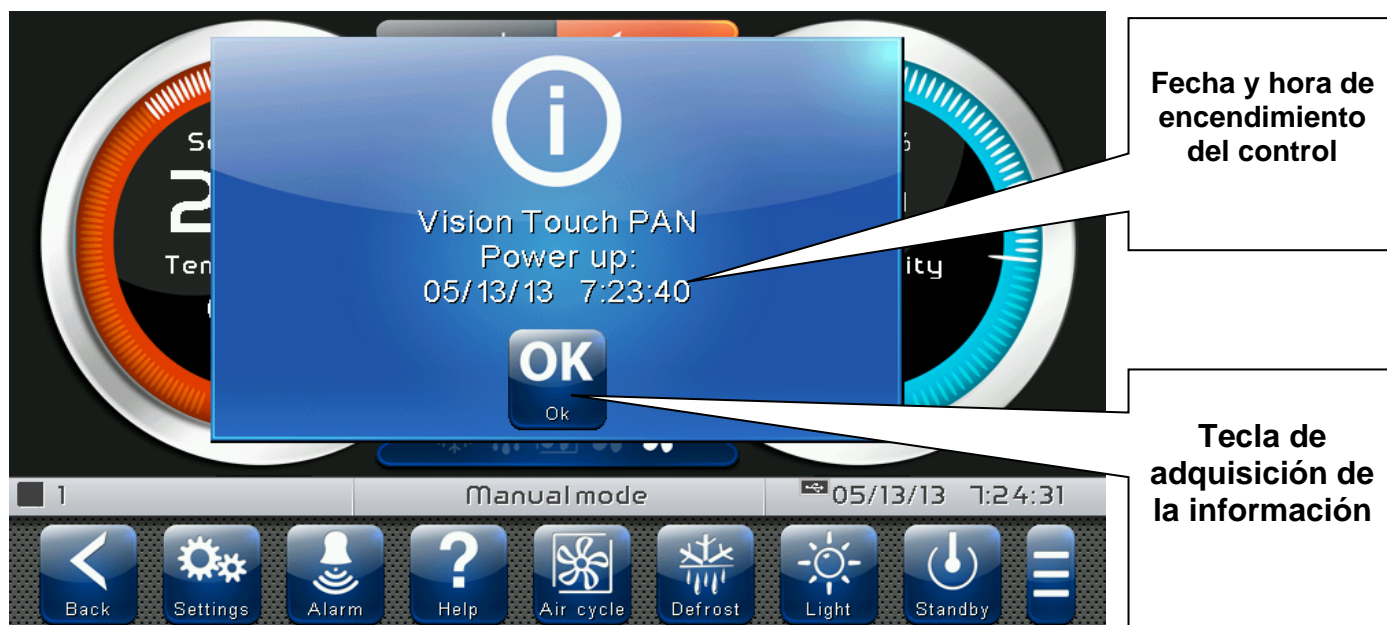 Vision Touch PAN
Power up:
05/13/13 7:23:40
OK
Ok
Fecha y hora de
encendimiento
del control
Tecla de
adquisición de
la información
1
Manual mode
05/13/13 7:24:31
Back
Settings
Alarm
Help
Air cycle
Defrost
Light
Standby